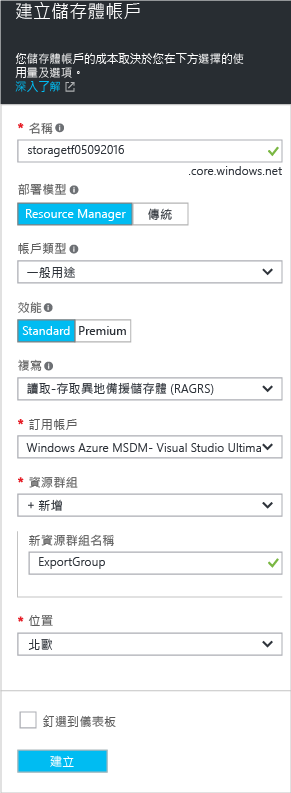 建立儲存體帳戶
您儲存體帳戶的成本取決於您在下方選擇的使
用量及選項。
深入了解
* 名稱
storagetf05092016
.core.windows.net
部署模型
Resource Manager 傳統
帳戶類型
一般用途
效能
Standard Premium
複寫
讀取-存取異地備援儲存體 (RAGRS)
* 訂用帳戶
Windows Azure MSDM- Visual Studio Ultima
* 資源群組
+ 新增
新資源群組名稱
ExportGroup
* 位置
北歐
釘選到儀表板
建立